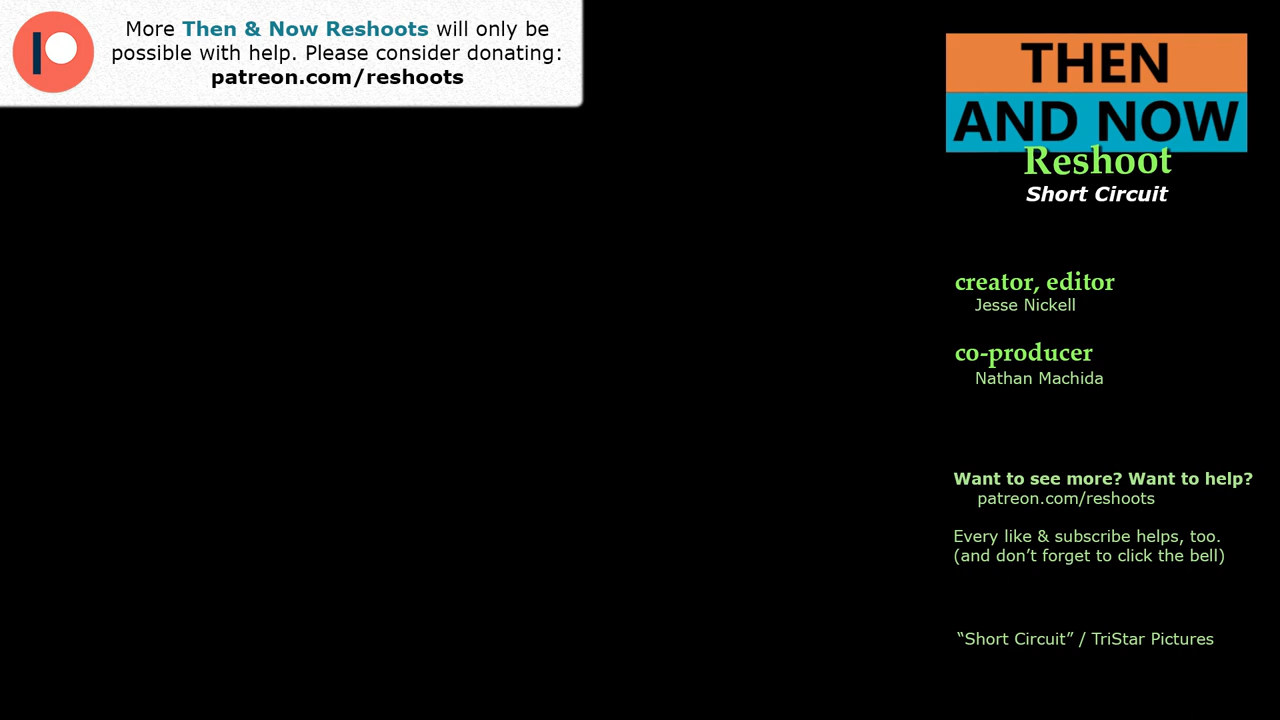 More Then & Now Reshoots will only be
possible with help. Please consider donating:
patreon.com/reshoots
THEN
AND NOW
Reshoot
Short Circuit
creator, editor
Jesse Nickell
co-producer
Nathan Machida
Want to see more? Want to help?
patreon.com/reshoots
Every like & subscribe helps, too.
(and don’t forget to click the bell)
“Short Circuit” / TriStar Pictures